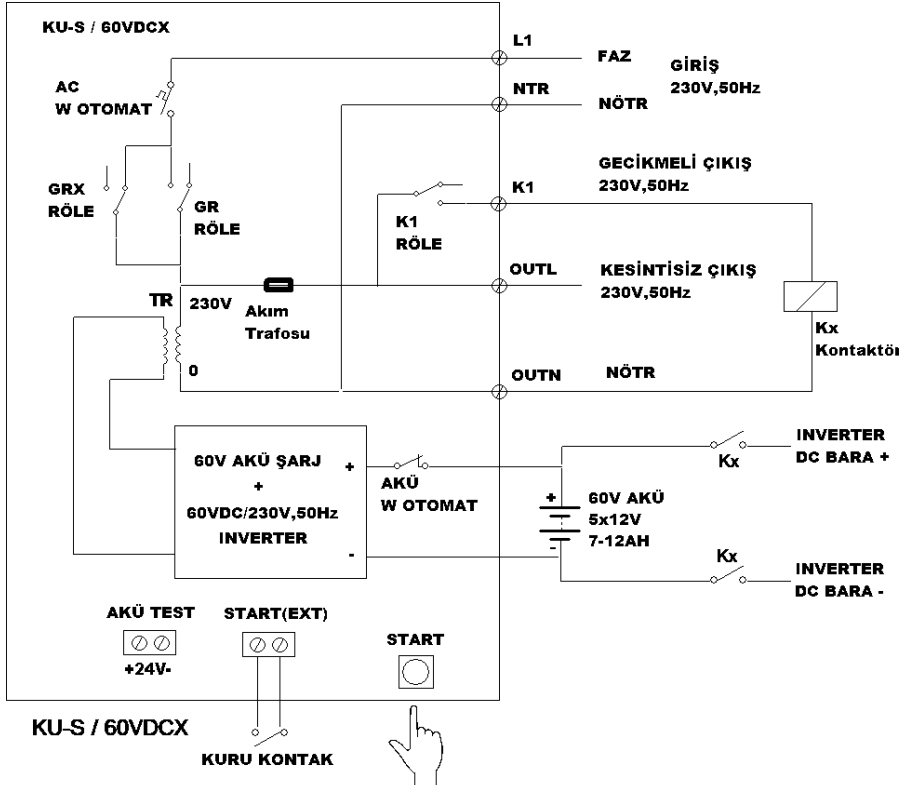 KU-S / 60VDCX
L1
FAZ
GİRİŞ
230V,50Hz
AC
W OTOMAT
NTR
NÖTR
GECİKMELİ ÇIKIŞ
230V,50Hz
GRX
RÖLE
GR
RÖLE
K1
RÖLE
K1
OUTL
KESİNTİSİZ ÇIKIŞ
230V,50Hz
TR
230V
Akım
Trafosu
Kx
Kontaktör
0
OUTN
NÖTR
60V AKÜ ŞARJ
+
60VDC/230V,50Hz
INVERTER
+
-
AKÜ
W OTOMAT
+
-
60V AKÜ
5x12V
7-12AH
Kx
INVERTER
DC BARA +
Kx
INVERTER
DC BARA -
AKÜ TEST
+24V-
START(EXT)
START
KU-S / 60VDCX
KURU KONTAK